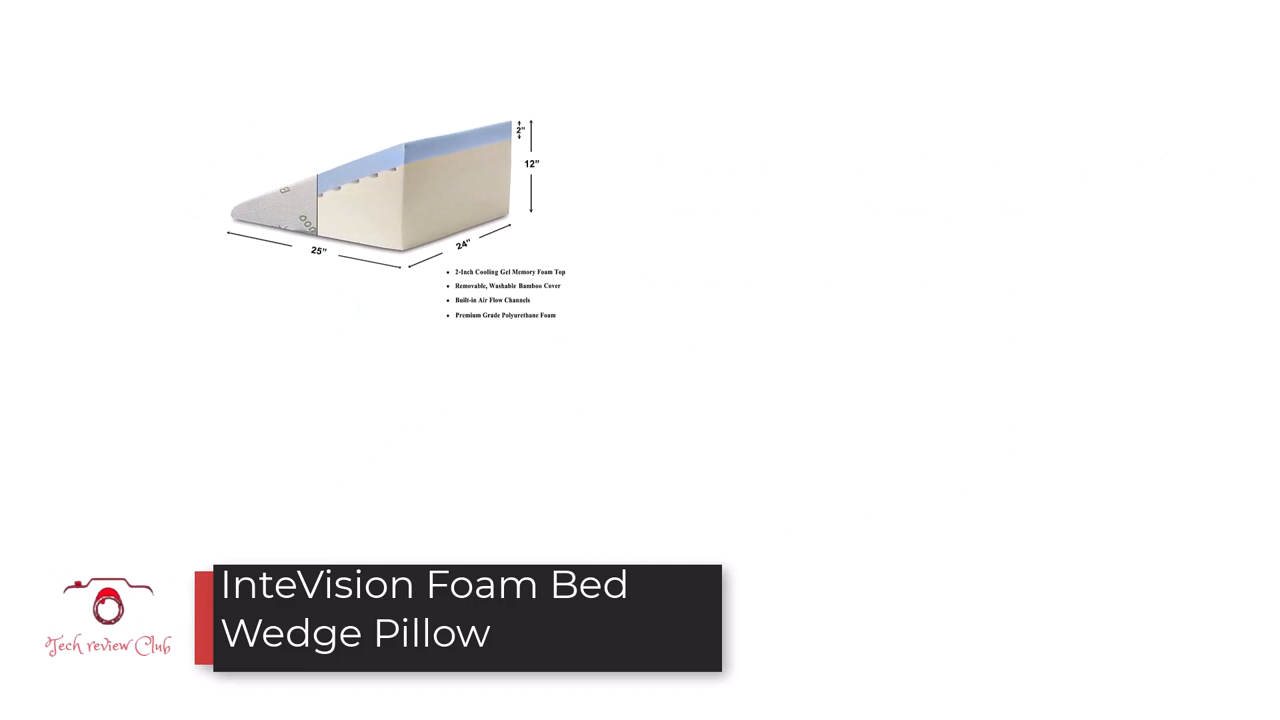 2"
12"
25"
24"
2-Inch Cooling Gel Memory Foam Top
Removable, Washable Bamboo Cover
Built-in Air Flow Channels
Premium Grade Polyurethane Foam
InteVision Foam Bed
Wedge Pillow
Tech review Club